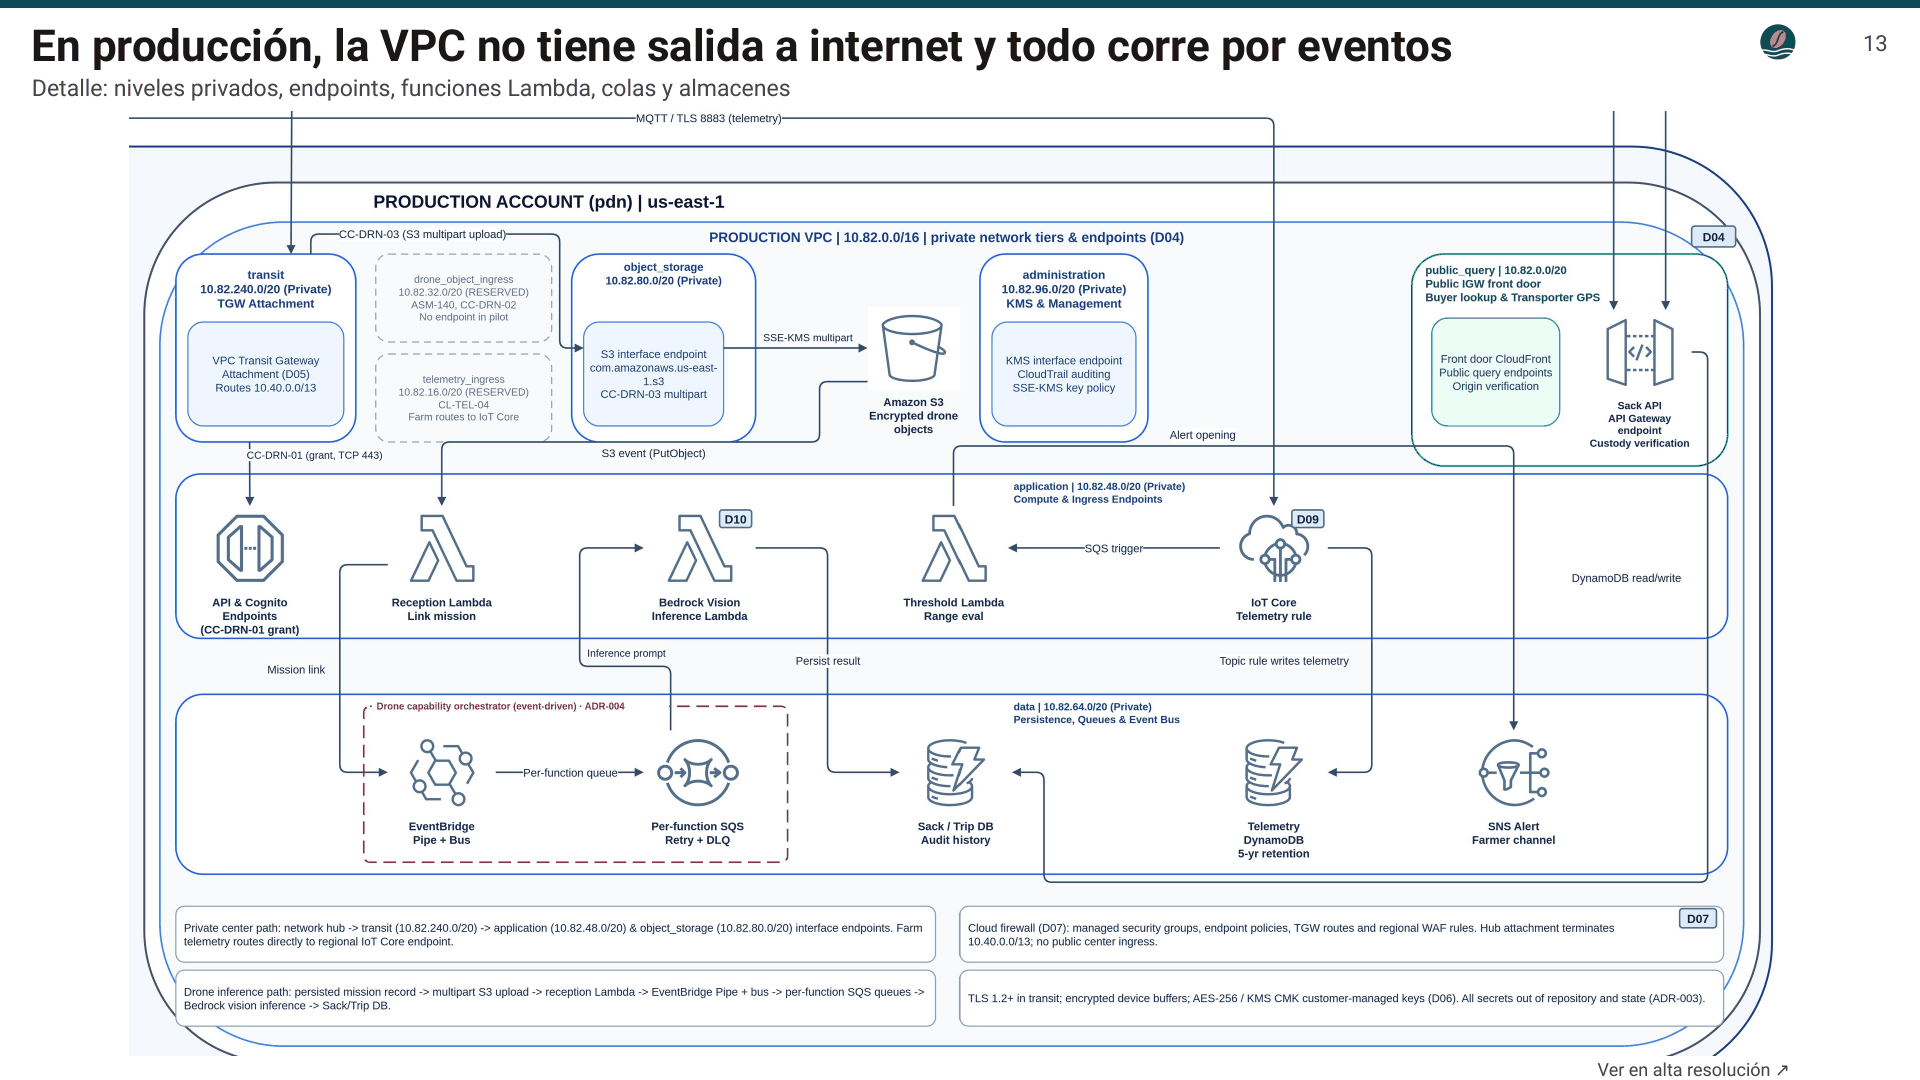 En producción, la VPC no tiene salida a internet y todo corre por eventos
13
Detalle: niveles privados, endpoints, funciones Lambda, colas y almacenes
MQTT / TLS 8883 (telemetry)
PRODUCTION ACCOUNT (pdn) | us-east-1
PRODUCTION VPC | 10.82.0.0/16 | private network tiers & endpoints (D04)
D04
CC-DRN-03 (S3 multipart upload)
transit
10.82.240.0/20 (Private)
TGW Attachment
VPC Transit Gateway
Attachment (D05)
Routes 10.40.0.0/13
drone_object_ingress
10.82.32.0/20 (RESERVED)
ASM-140, CC-DRN-02
No endpoint in pilot
telemetry_ingress
10.82.16.0/20 (RESERVED)
CL-TEL-04
Farm routes to IoT Core
object_storage
10.82.80.0/20 (Private)
S3 interface endpoint
com.amazonaws.us-east-
1.s3
CC-DRN-03 multipart
SSE-KMS multipart
Amazon S3
Encrypted drone
objects
administration
10.82.96.0/20 (Private)
KMS & Management
KMS interface endpoint
CloudTrail auditing
SSE-KMS key policy
public_query | 10.82.0.0/20
Public IGW front door
Buyer lookup & Transporter GPS
Front door CloudFront
Public query endpoints
Origin verification
Sack API
API Gateway
endpoint
Custody verification
CC-DRN-01 (grant, TCP 443)
S3 event (PutObject)
Alert opening
application | 10.82.48.0/20 (Private)
Compute & Ingress Endpoints
API & Cognito
Endpoints
(CC-DRN-01 grant)
Reception Lambda
Link mission
D10
Bedrock Vision
Inference Lambda
Threshold Lambda
Range eval
SQS trigger
D09
IoT Core
Telemetry rule
DynamoDB read/write
Mission link
Inference prompt
Persist result
Topic rule writes telemetry
Drone capability orchestrator (event-driven) · ADR-004
data | 10.82.64.0/20 (Private)
Persistence, Queues & Event Bus
EventBridge
Pipe + Bus
Per-function queue
Per-function SQS
Retry + DLQ
Sack / Trip DB
Audit history
Telemetry
DynamoDB
5-yr retention
SNS Alert
Farmer channel
Private center path: network hub -> transit (10.82.240.0/20) -> application (10.82.48.0/20) & object_storage (10.82.80.0/20) interface endpoints. Farm
telemetry routes directly to regional IoT Core endpoint.
D07
Cloud firewall (D07): managed security groups, endpoint policies, TGW routes and regional WAF rules. Hub attachment terminates
10.40.0.0/13; no public center ingress.
Drone inference path: persisted mission record -> multipart S3 upload -> reception Lambda -> EventBridge Pipe + bus -> per-function SQS queues ->
Bedrock vision inference -> Sack/Trip DB.
TLS 1.2+ in transit; encrypted device buffers; AES-256 / KMS CMK customer-managed keys (D06). All secrets out of repository and state (ADR-003).
Ver en alta resolución ↗